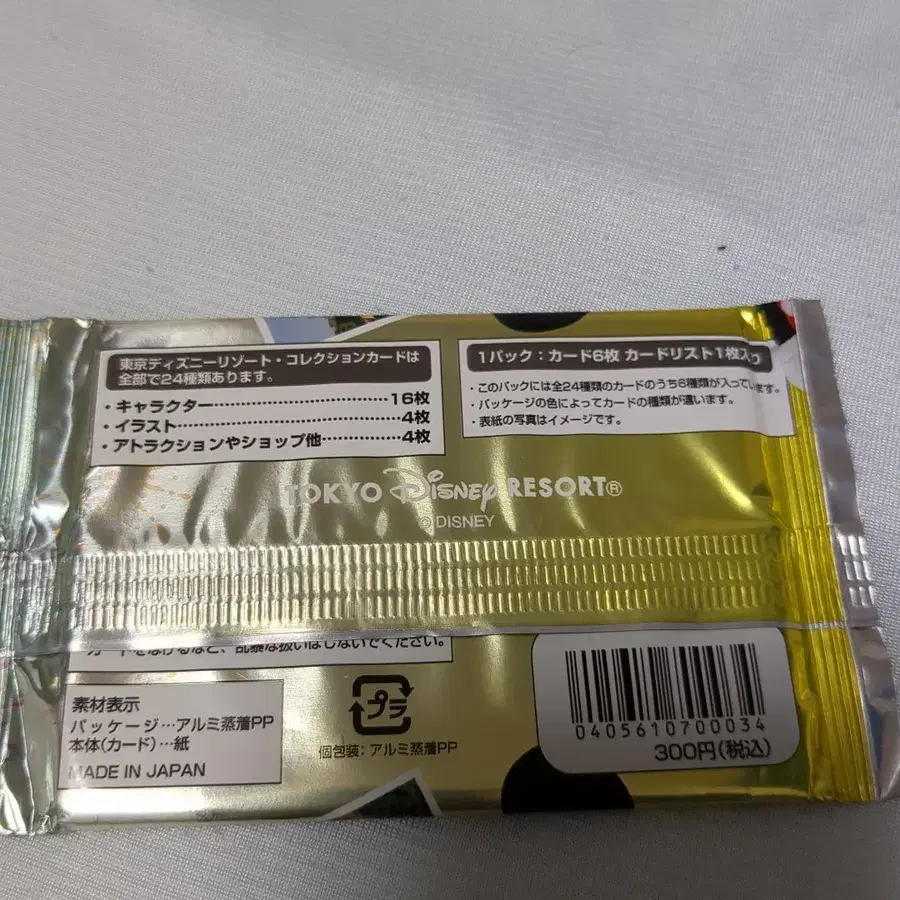 東京ディズニーリゾート・コレクションカードは
全部で24種類あります。
・キャラクター……………………16枚
・イラスト…………………………4枚
・アトラクションやショップ他…………4枚
1パック：カード6枚 カードリスト1枚入り
・このパックには全24種類のカードのうち6種類が入っています。
・パッケージの色によってカードの種類が違います。
・表紙の写真はイメージです。
TOKYO Disney RESORT®
© DISNEY
カードをなげるなど、乱暴な扱いはしないでください。
素材表示
パッケージ…アルミ蒸着PP
本体(カード)…紙
MADE IN JAPAN
プラ
個包装：アルミ蒸着PP
0405610700034
300円(税込)